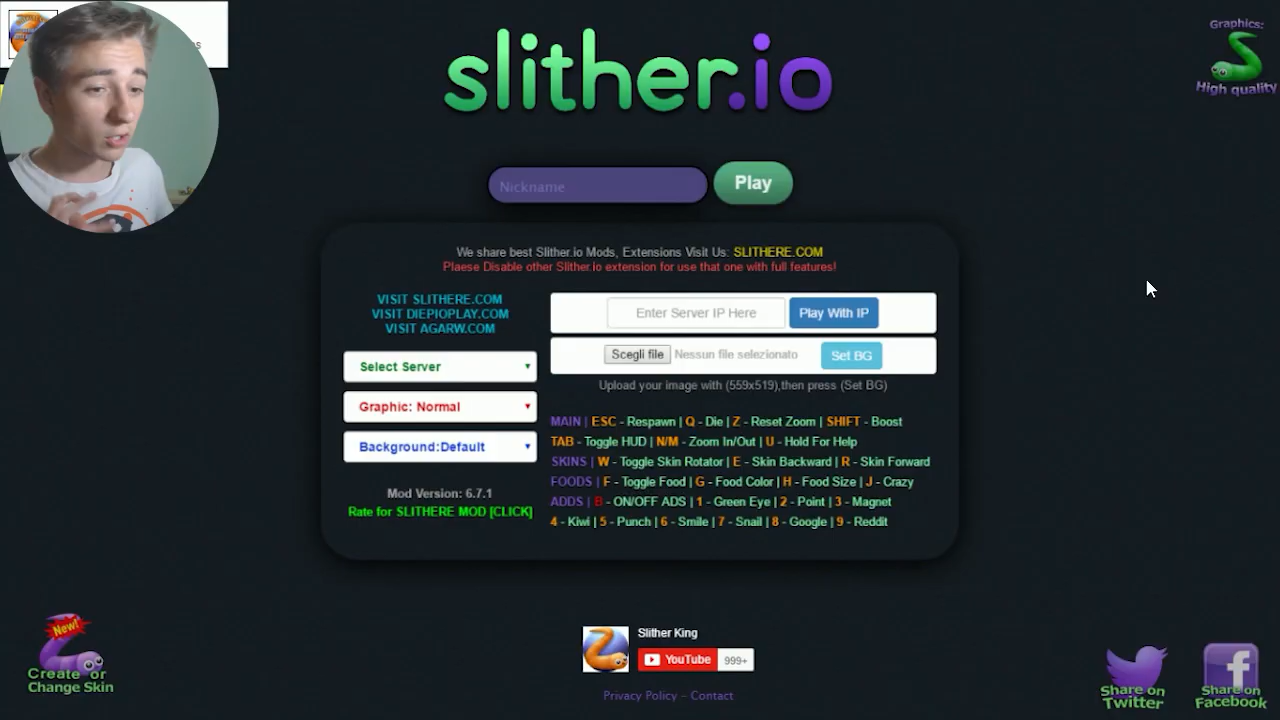 slither.io
Graphics:
High quality
Nickname
Play
We share best Slither.io Mods, Extensions Visit Us: SLITHERE.COM
Plaese Disable other Slither.io extension for use that one with full features!
VISIT SLITHERE.COM
VISIT DIEPIOPLAY.COM
VISIT AGARW.COM
Select Server
Graphic: Normal
Background:Default
Mod Version: 6.7.1
Rate for SLITHERE MOD [CLICK]
Enter Server IP Here
Play With IP
Scegli file Nessun file selezionato
Set BG
Upload your image with (559x519),then press (Set BG)
MAIN | ESC - Respawn | Q - Die | Z - Reset Zoom | SHIFT - Boost
TAB - Toggle HUD | N/M - Zoom In/Out | U - Hold For Help
SKINS | W - Toggle Skin Rotator | E - Skin Backward | R - Skin Forward
FOODS | F - Toggle Food | G - Food Color | H - Food Size | J - Crazy
ADDS | B - ON/OFF ADS | 1 - Green Eye | 2 - Point | 3 - Magnet
4 - Kiwi | 5 - Punch | 6 - Smile | 7 - Snail | 8 - Google | 9 - Reddit
New!
Create or
Change Skin
Slither King
YouTube 999+
Privacy Policy – Contact
Share on
Twitter
Share on
Facebook